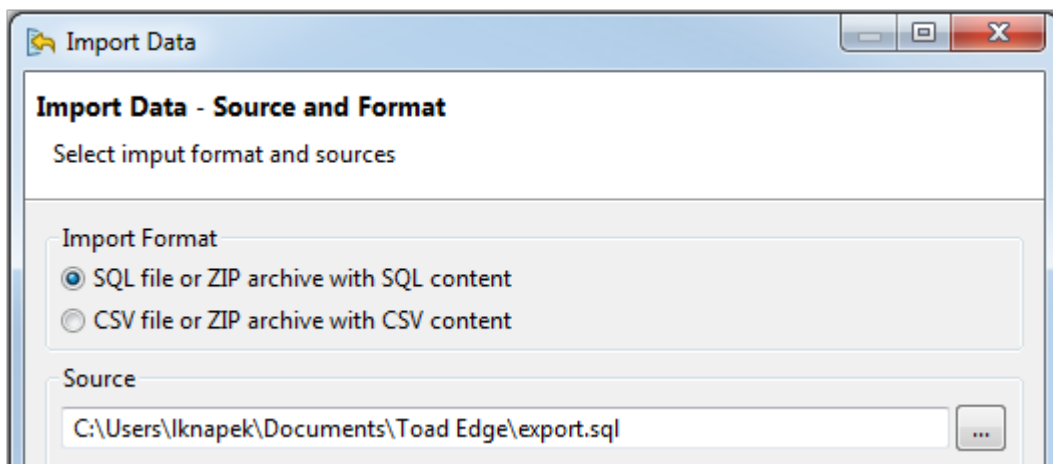 Import Data
Import Data - Source and Format
Select imput format and sources
Import Format
SQL file or ZIP archive with SQL content
CSV file or ZIP archive with CSV content
Source
C:\Users\lknapek\Documents\Toad Edge\export.sql
...